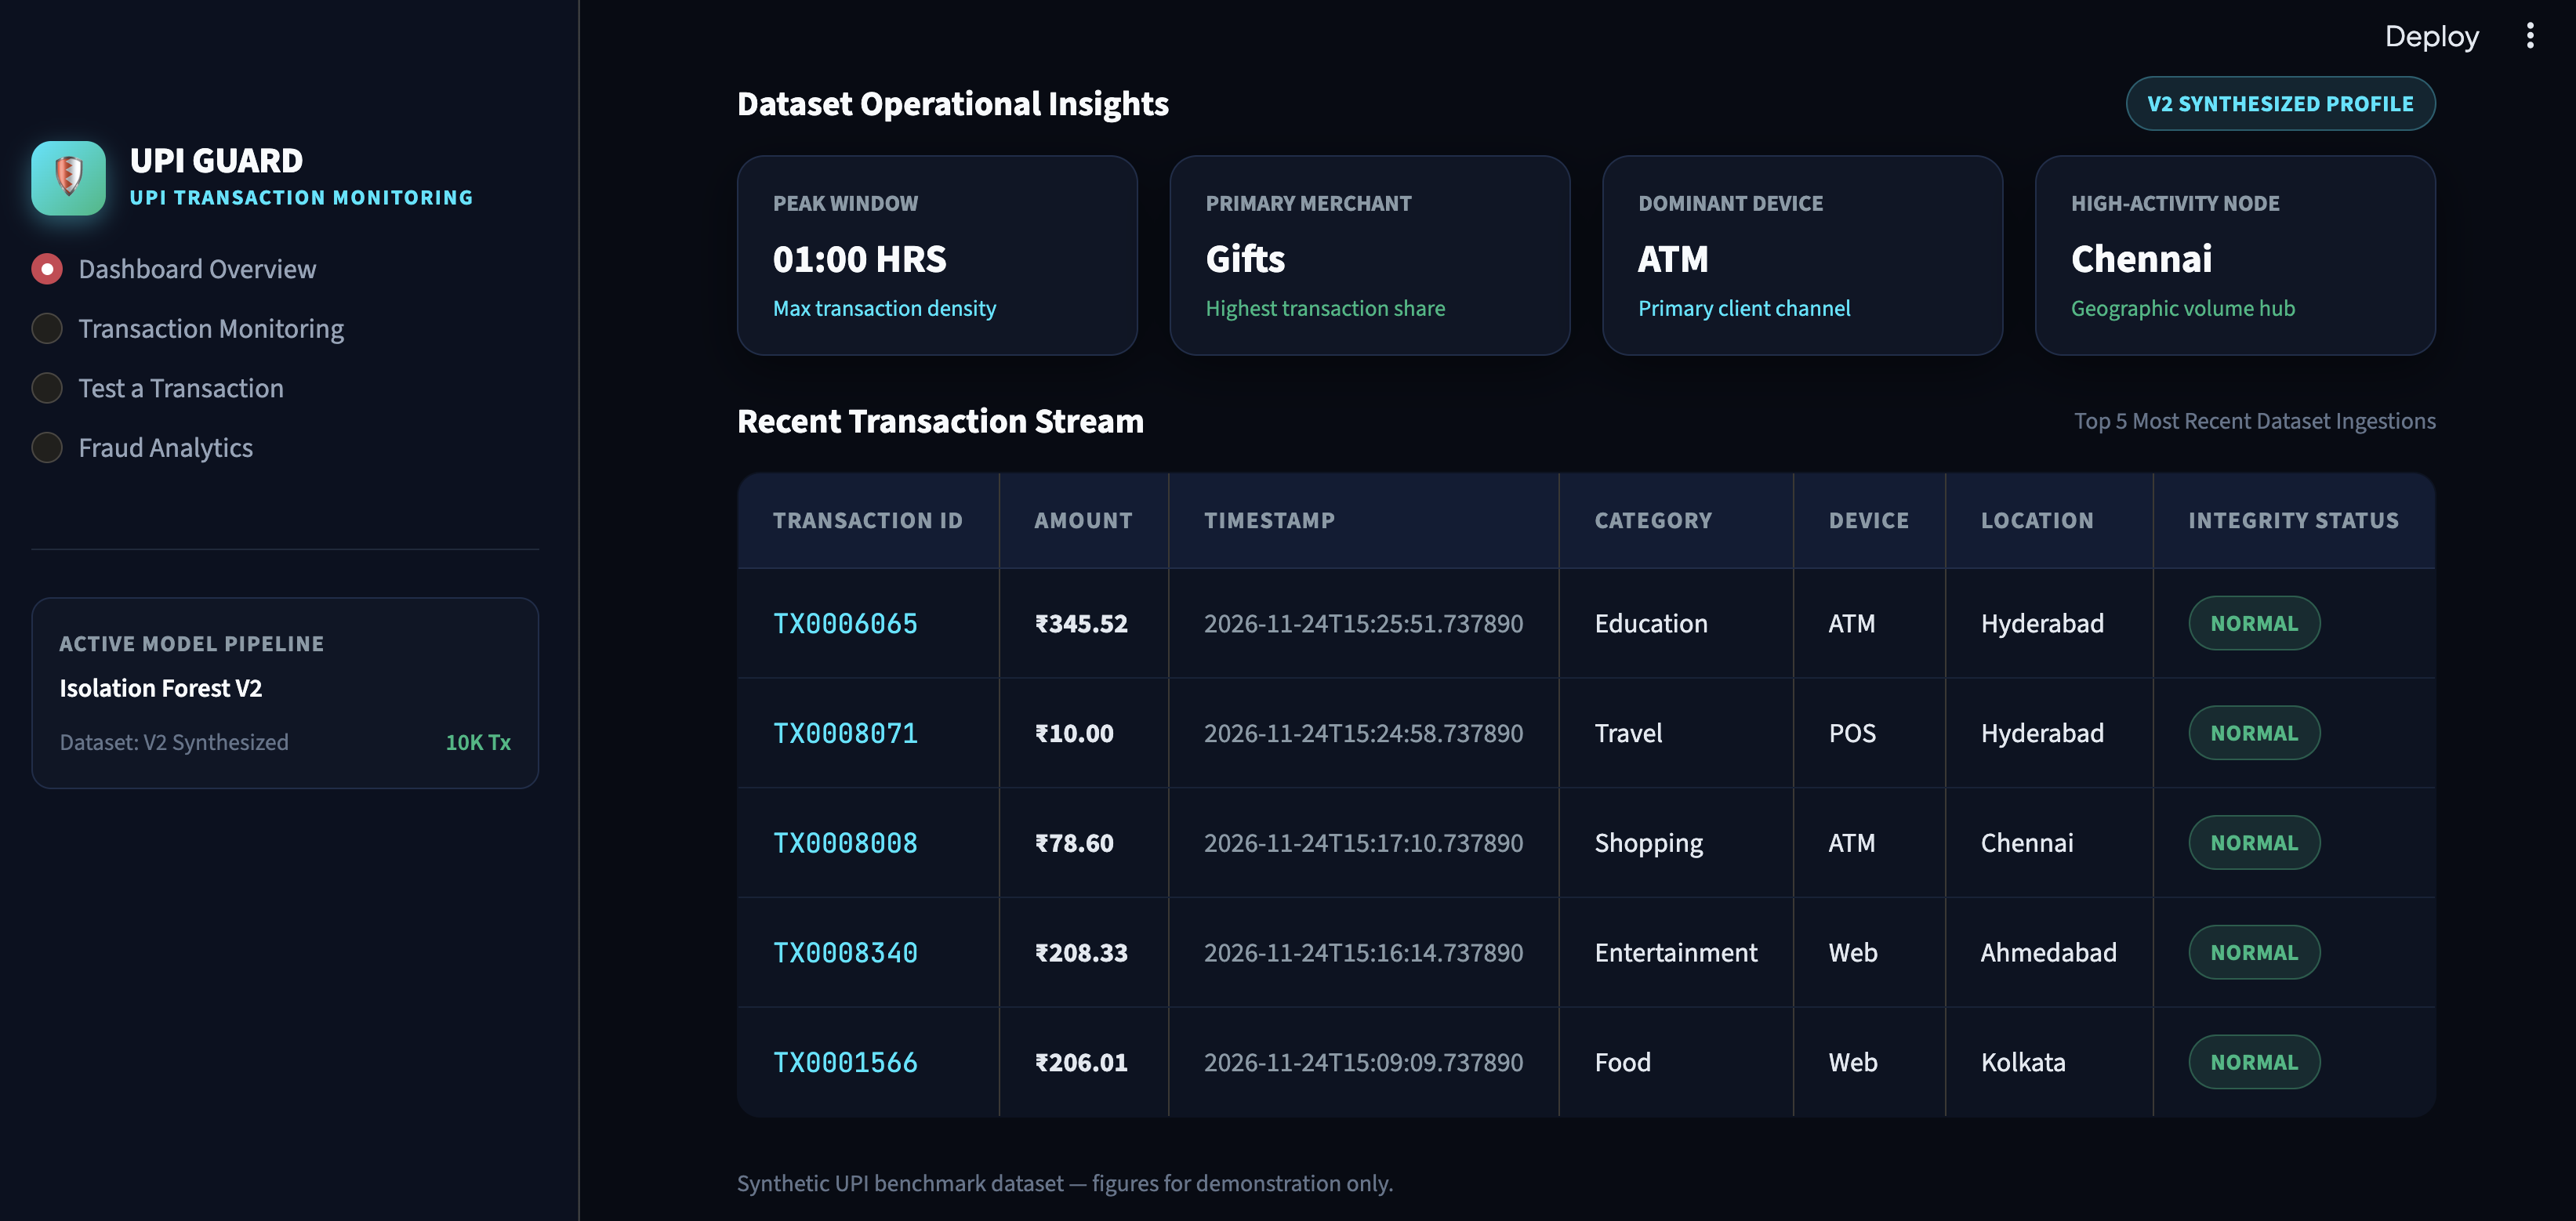 Deploy
UPI GUARD
UPI TRANSACTION MONITORING
Dashboard Overview
Transaction Monitoring
Test a Transaction
Fraud Analytics
ACTIVE MODEL PIPELINE
Isolation Forest V2
Dataset: V2 Synthesized 10K Tx
Dataset Operational Insights V2 SYNTHESIZED PROFILE
PEAK WINDOW
01:00 HRS
Max transaction density
PRIMARY MERCHANT
Gifts
Highest transaction share
DOMINANT DEVICE
ATM
Primary client channel
HIGH-ACTIVITY NODE
Chennai
Geographic volume hub
Recent Transaction Stream Top 5 Most Recent Dataset Ingestions
TRANSACTION ID AMOUNT TIMESTAMP CATEGORY DEVICE LOCATION INTEGRITY STATUS
TX0006065 ₹345.52 2026-11-24T15:25:51.737890 Education ATM Hyderabad NORMAL
TX0008071 ₹10.00 2026-11-24T15:24:58.737890 Travel POS Hyderabad NORMAL
TX0008008 ₹78.60 2026-11-24T15:17:10.737890 Shopping ATM Chennai NORMAL
TX0008340 ₹208.33 2026-11-24T15:16:14.737890 Entertainment Web Ahmedabad NORMAL
TX0001566 ₹206.01 2026-11-24T15:09:09.737890 Food Web Kolkata NORMAL
Synthetic UPI benchmark dataset — figures for demonstration only.